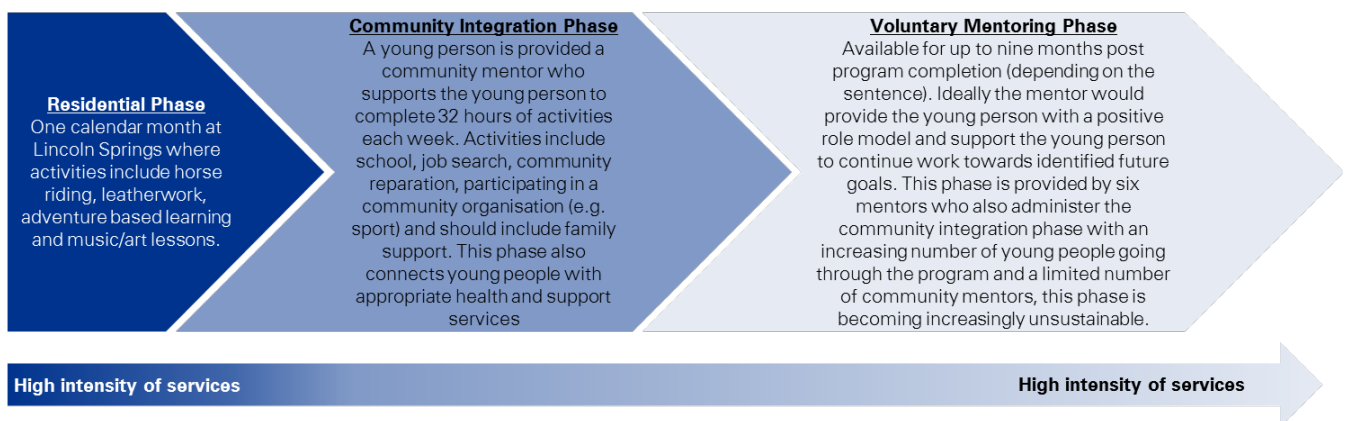 Residential Phase
One calendar month at
Lincoln Springs where
activities include horse
riding, leatherwork,
adventure based learning
and music/art lessons.
Community Integration Phase
A young person is provided a
community mentor who
supports the young person to
complete 32 hours of activities
each week. Activities include
school, job search, community
reparation, participating in a
community organisation (e.g.
sport) and should include family
support. This phase also
connects young people with
appropriate health and support
services
Voluntary Mentoring Phase
Available for up to nine months post
program completion (depending on the
sentence). Ideally the mentor would
provide the young person with a positive
role model and support the young person
to continue work towards identified future
goals. This phase is provided by six
mentors who also administer the
community integration phase with an
increasing number of young people going
through the program and a limited number
of community mentors, this phase is
becoming increasingly unsustainable.
High intensity of services
High intensity of services